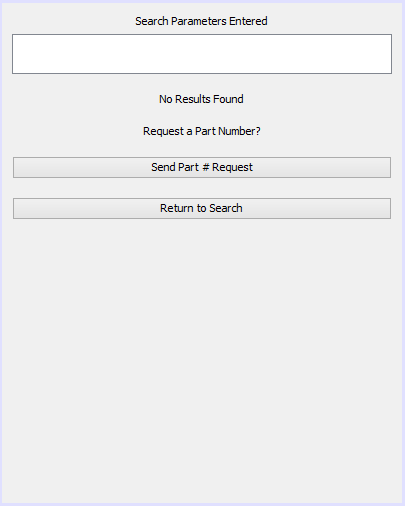 Search Parameters Entered
No Results Found
Request a Part Number?
Send Part # Request
Return to Search